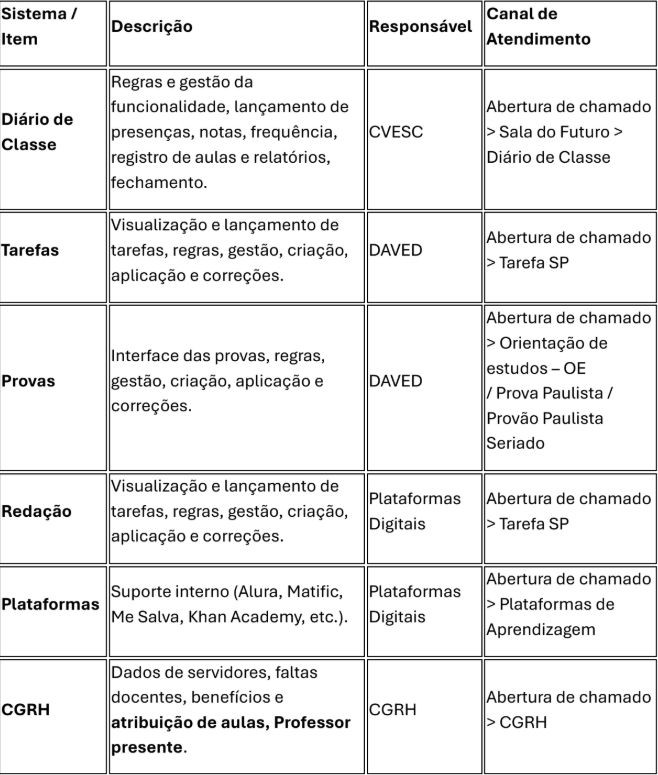 Sistema /
Item
Descrição
Responsável
Canal de
Atendimento
Diário de
Classe
Regras e gestão da
funcionalidade, lançamento de
presenças, notas, frequência,
registro de aulas e relatórios,
fechamento.
CVESC
Abertura de chamado
> Sala do Futuro >
Diário de Classe
Tarefas
Visualização e lançamento de
tarefas, regras, gestão, criação,
aplicação e correções.
DAVED
Abertura de chamado
> Tarefa SP
Provas
Interface das provas, regras,
gestão, criação, aplicação e
correções.
DAVED
Abertura de chamado
> Orientação de
estudos – OE
/ Prova Paulista /
Provão Paulista
Seriado
Redação
Visualização e lançamento de
tarefas, regras, gestão, criação,
aplicação e correções.
Plataformas
Digitais
Abertura de chamado
> Tarefa SP
Plataformas
Suporte interno (Alura, Matific,
Me Salva, Khan Academy, etc.).
Plataformas
Digitais
Abertura de chamado
> Plataformas de
Aprendizagem
CGRH
Dados de servidores, faltas
docentes, benefícios e
atribuição de aulas, Professor
presente.
CGRH
Abertura de chamado
> CGRH